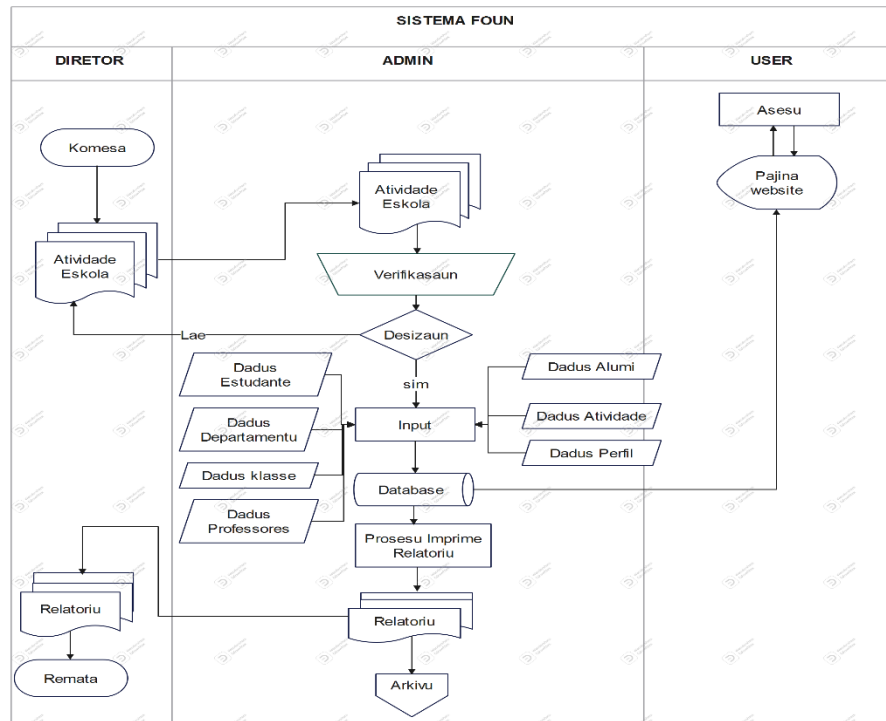 SISTEMA FOUN
DIRETOR
ADMIN
USER
Komesa
Atividade
Eskola
Atividade
Eskola
Verifikasaun
Desizaun
Lae
sim
Dadus
Estudante
Dadus
Departamentu
Dadus klasse
Dadus
Professores
Input
Dadus Alumi
Dadus Atividade
Dadus Perfil
Database
Prosesu Imprime
Relatoriu
Relatoriu
Arkivu
Relatoriu
Remata
Asesu
Pajina
website